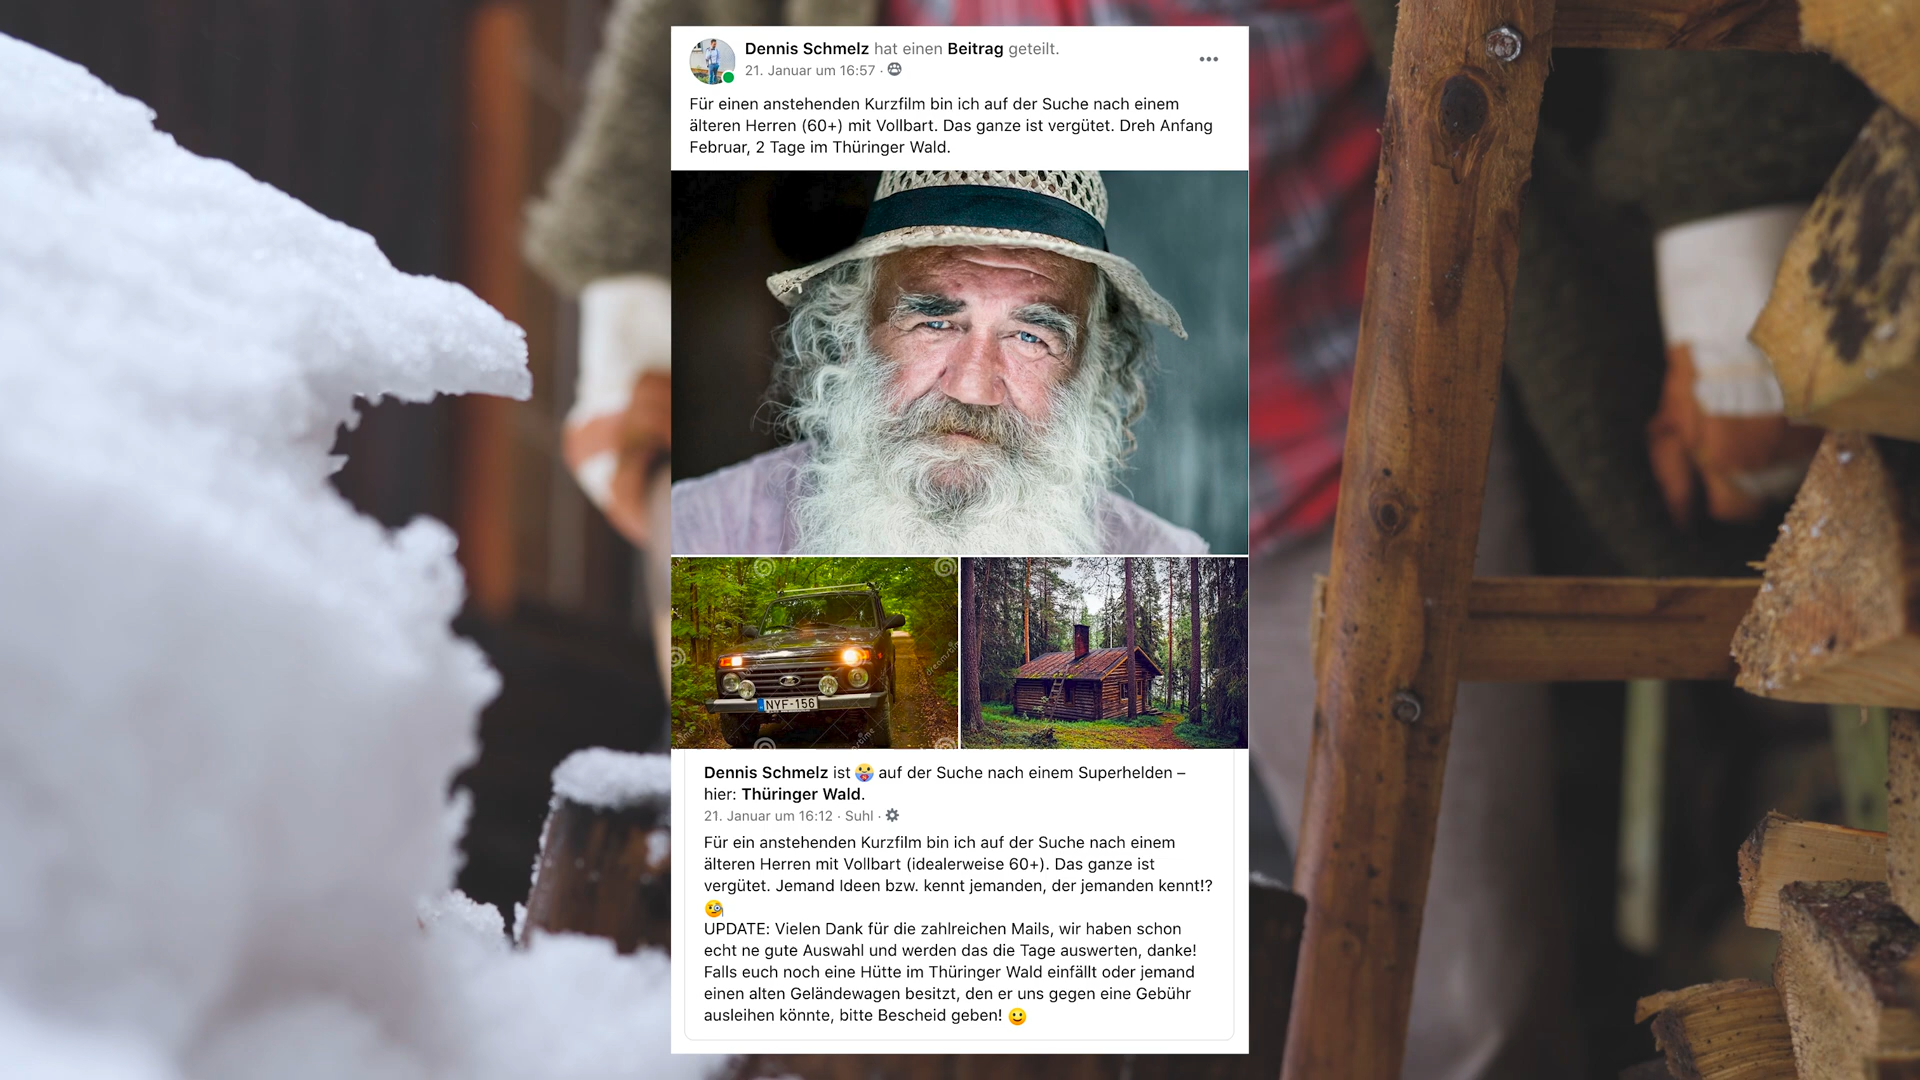 Dennis Schmelz hat einen Beitrag geteilt.
21. Januar um 16:57 ·
Für einen anstehenden Kurzfilm bin ich auf der Suche nach einem
älteren Herren (60+) mit Vollbart. Das ganze ist vergütet. Dreh Anfang
Februar, 2 Tage im Thüringer Wald.
NYF-156
dreamstime
Dennis Schmelz ist 🤪 auf der Suche nach einem Superhelden –
hier: Thüringer Wald.
21. Januar um 16:12 · Suhl ·
Für ein anstehenden Kurzfilm bin ich auf der Suche nach einem
älteren Herren mit Vollbart (idealerweise 60+). Das ganze ist
vergütet. Jemand Ideen bzw. kennt jemanden, der jemanden kennt!?
🧐
UPDATE: Vielen Dank für die zahlreichen Mails, wir haben schon
echt ne gute Auswahl und werden das die Tage auswerten, danke!
Falls euch noch eine Hütte im Thüringer Wald einfällt oder jemand
einen alten Geländewagen besitzt, den er uns gegen eine Gebühr
ausleihen könnte, bitte Bescheid geben! 🙂